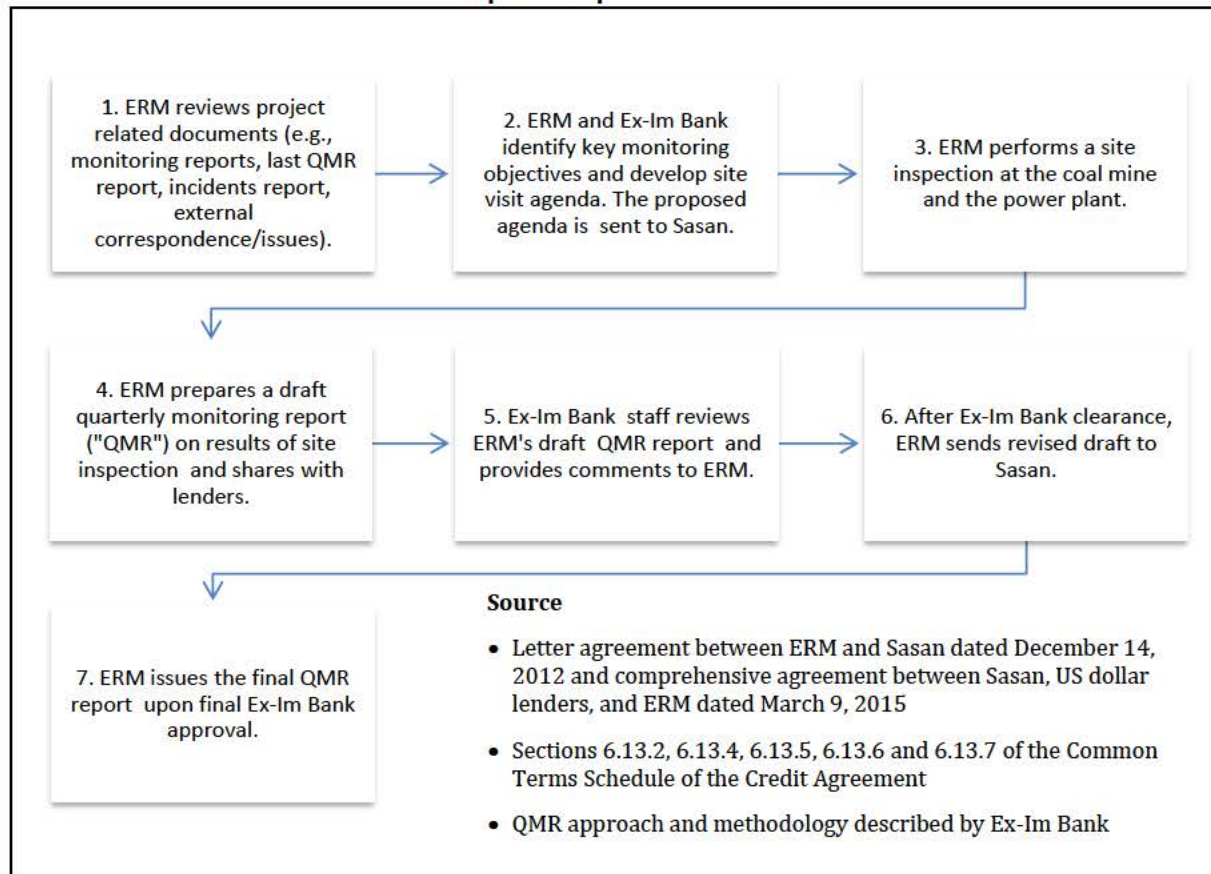 1. ERM reviews project
related documents (e.g.,
monitoring reports, last QMR
report, incidents report,
external
correspondence/issues).
2. ERM and Ex-Im Bank
identify key monitoring
objectives and develop site
visit agenda. The proposed
agenda is sent to Sasan.
3. ERM performs a site
inspection at the coal mine
and the power plant.
4. ERM prepares a draft
quarterly monitoring report
("QMR") on results of site
inspection and shares with
lenders.
5. Ex-Im Bank staff reviews
ERM's draft QMR report and
provides comments to ERM.
6. After Ex-Im Bank clearance,
ERM sends revised draft to
Sasan.
7. ERM issues the final QMR
report upon final Ex-Im Bank
approval.
Source
• Letter agreement between ERM and Sasan dated December 14,
2012 and comprehensive agreement between Sasan, US dollar
lenders, and ERM dated March 9, 2015
• Sections 6.13.2, 6.13.4, 6.13.5, 6.13.6 and 6.13.7 of the Common
Terms Schedule of the Credit Agreement
• QMR approach and methodology described by Ex-Im Bank